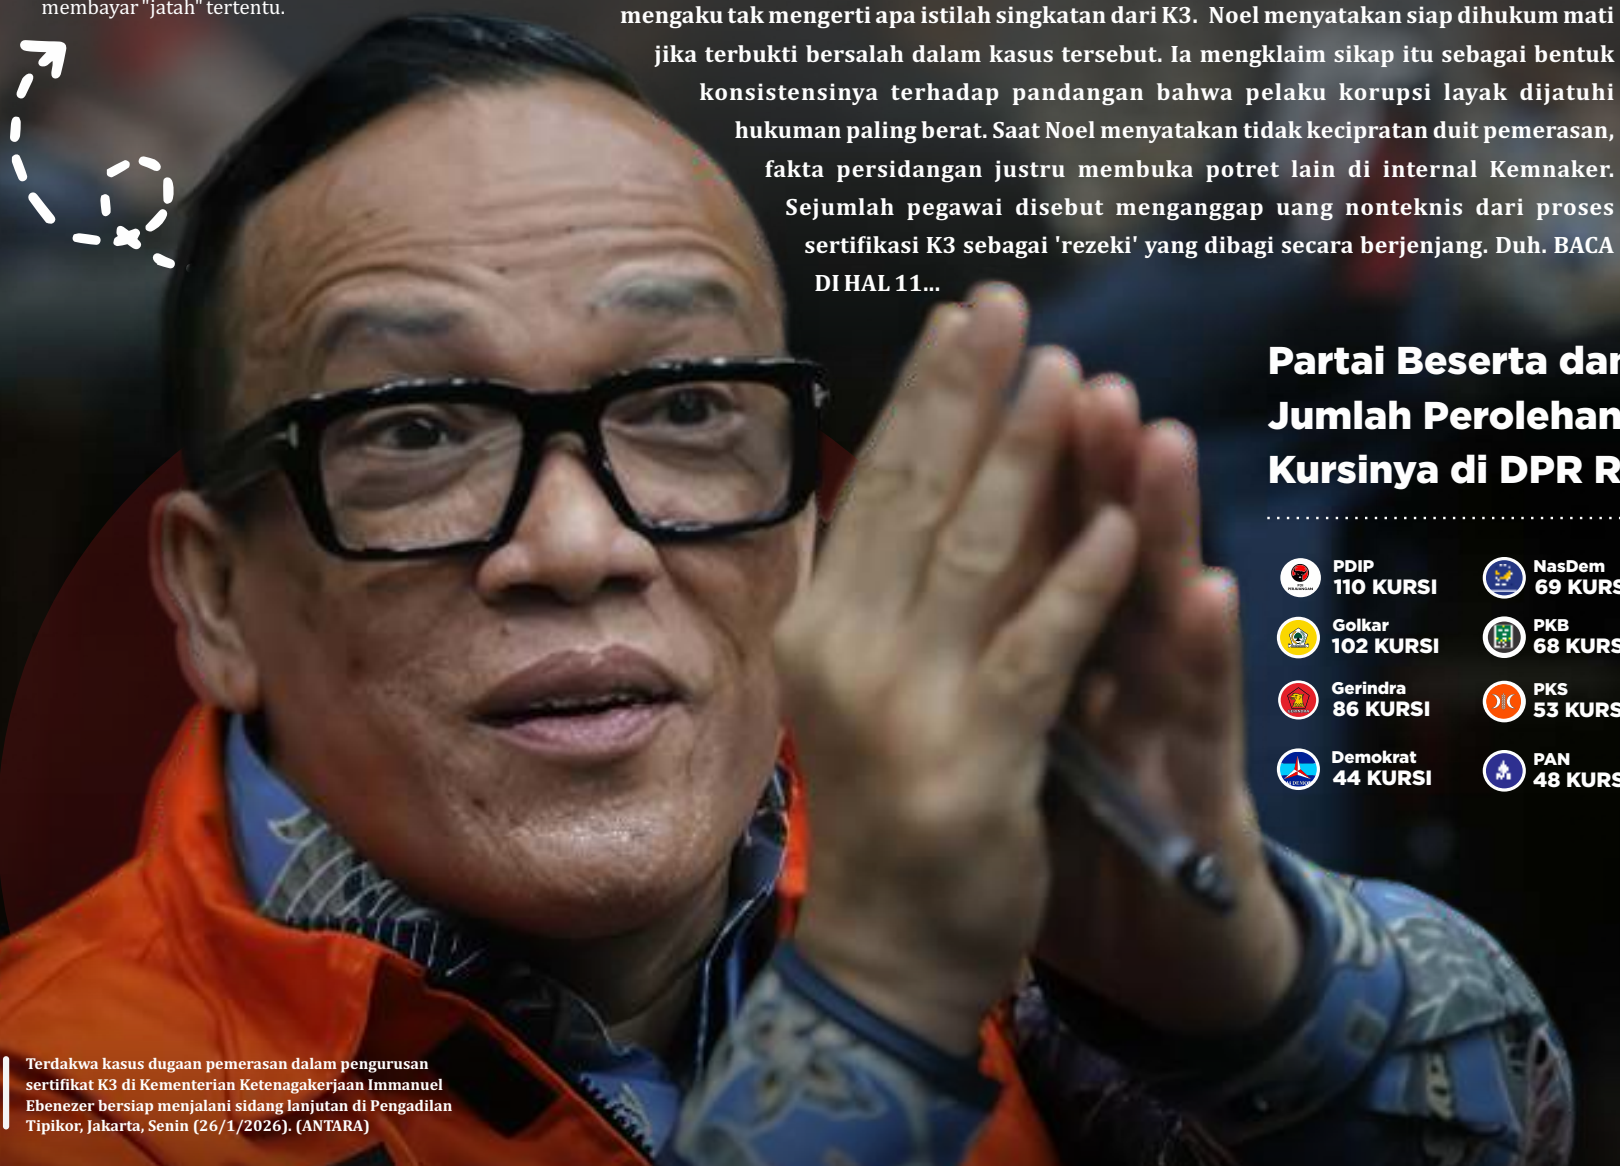 membayar "jatah" tertentu.
mengaku tak mengerti apa istilah singkatan dari K3. Noel menyatakan siap dihukum mati
jika terbukti bersalah dalam kasus tersebut. Ia mengklaim sikap itu sebagai bentuk
konsistensinya terhadap pandangan bahwa pelaku korupsi layak dijatuhi
hukuman paling berat. Saat Noel menyatakan tidak kecipratan duit pemerasan,
fakta persidangan justru membuka potret lain di internal Kemnaker.
Sejumlah pegawai disebut menganggap uang nonteknis dari proses
sertifikasi K3 sebagai 'rezeki' yang dibagi secara berjenjang. Duh. BACA
DI HAL 11...
Partai Beserta dan
Jumlah Perolehan
Kursinya di DPR R
PDIP
110 KURSI
NasDem
69 KURS
Golkar
102 KURSI
PKB
68 KURS
Gerindra
86 KURSI
PKS
53 KURS
Demokrat
44 KURSI
PAN
48 KURS
Terdakwa kasus dugaan pemerasan dalam pengurusan
sertifikat K3 di Kementerian Ketenagakerjaan Immanuel
Ebenezer bersiap menjalani sidang lanjutan di Pengadilan
Tipikor, Jakarta, Senin (26/1/2026). (ANTARA)